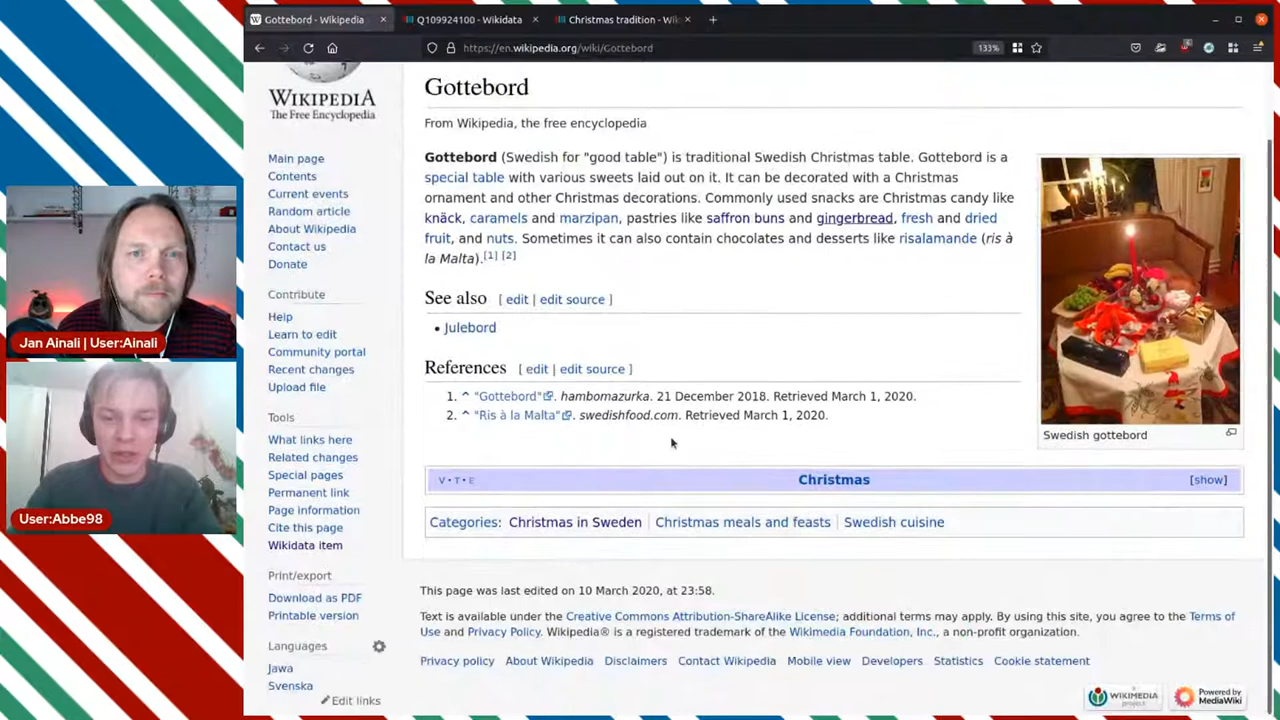 Gottebord - Wikipedia
Q109924100 - Wikidata
Christmas tradition - Wik
https://en.wikipedia.org/wiki/Gottebord
133%
WIKIPEDIA
The Free Encyclopedia
Main page
Contents
Current events
Random article
About Wikipedia
Contact us
Donate
Contribute
Help
Learn to edit
Community portal
Recent changes
Upload file
Tools
What links here
Related changes
Special pages
Permanent link
Page information
Cite this page
Wikidata item
Print/export
Download as PDF
Printable version
Languages
Jawa
Svenska
Edit links
Gottebord
From Wikipedia, the free encyclopedia
Gottebord (Swedish for "good table") is traditional Swedish Christmas table. Gottebord is a
special table with various sweets laid out on it. It can be decorated with a Christmas
ornament and other Christmas decorations. Commonly used snacks are Christmas candy like
knäck, caramels and marzipan, pastries like saffron buns and gingerbread, fresh and dried
fruit, and nuts. Sometimes it can also contain chocolates and desserts like risalamande (ris à
la Malta).[1] [2]
Swedish gottebord
See also [ edit | edit source ]
• Julebord
References [ edit | edit source ]
1. ^ "Gottebord". hambomazurka. 21 December 2018. Retrieved March 1, 2020.
2. ^ "Ris à la Malta". swedishfood.com. Retrieved March 1, 2020.
V · T · E
Christmas
[show]
Categories: Christmas in Sweden | Christmas meals and feasts | Swedish cuisine
This page was last edited on 10 March 2020, at 23:58.
Text is available under the Creative Commons Attribution-ShareAlike License; additional terms may apply. By using this site, you agree to the Terms of
Use and Privacy Policy. Wikipedia® is a registered trademark of the Wikimedia Foundation, Inc., a non-profit organization.
Privacy policy About Wikipedia Disclaimers Contact Wikipedia Mobile view Developers Statistics Cookie statement
WIKIMEDIA
project
Powered by
MediaWiki
Jan Ainali | User:Ainali
User:Abbe98